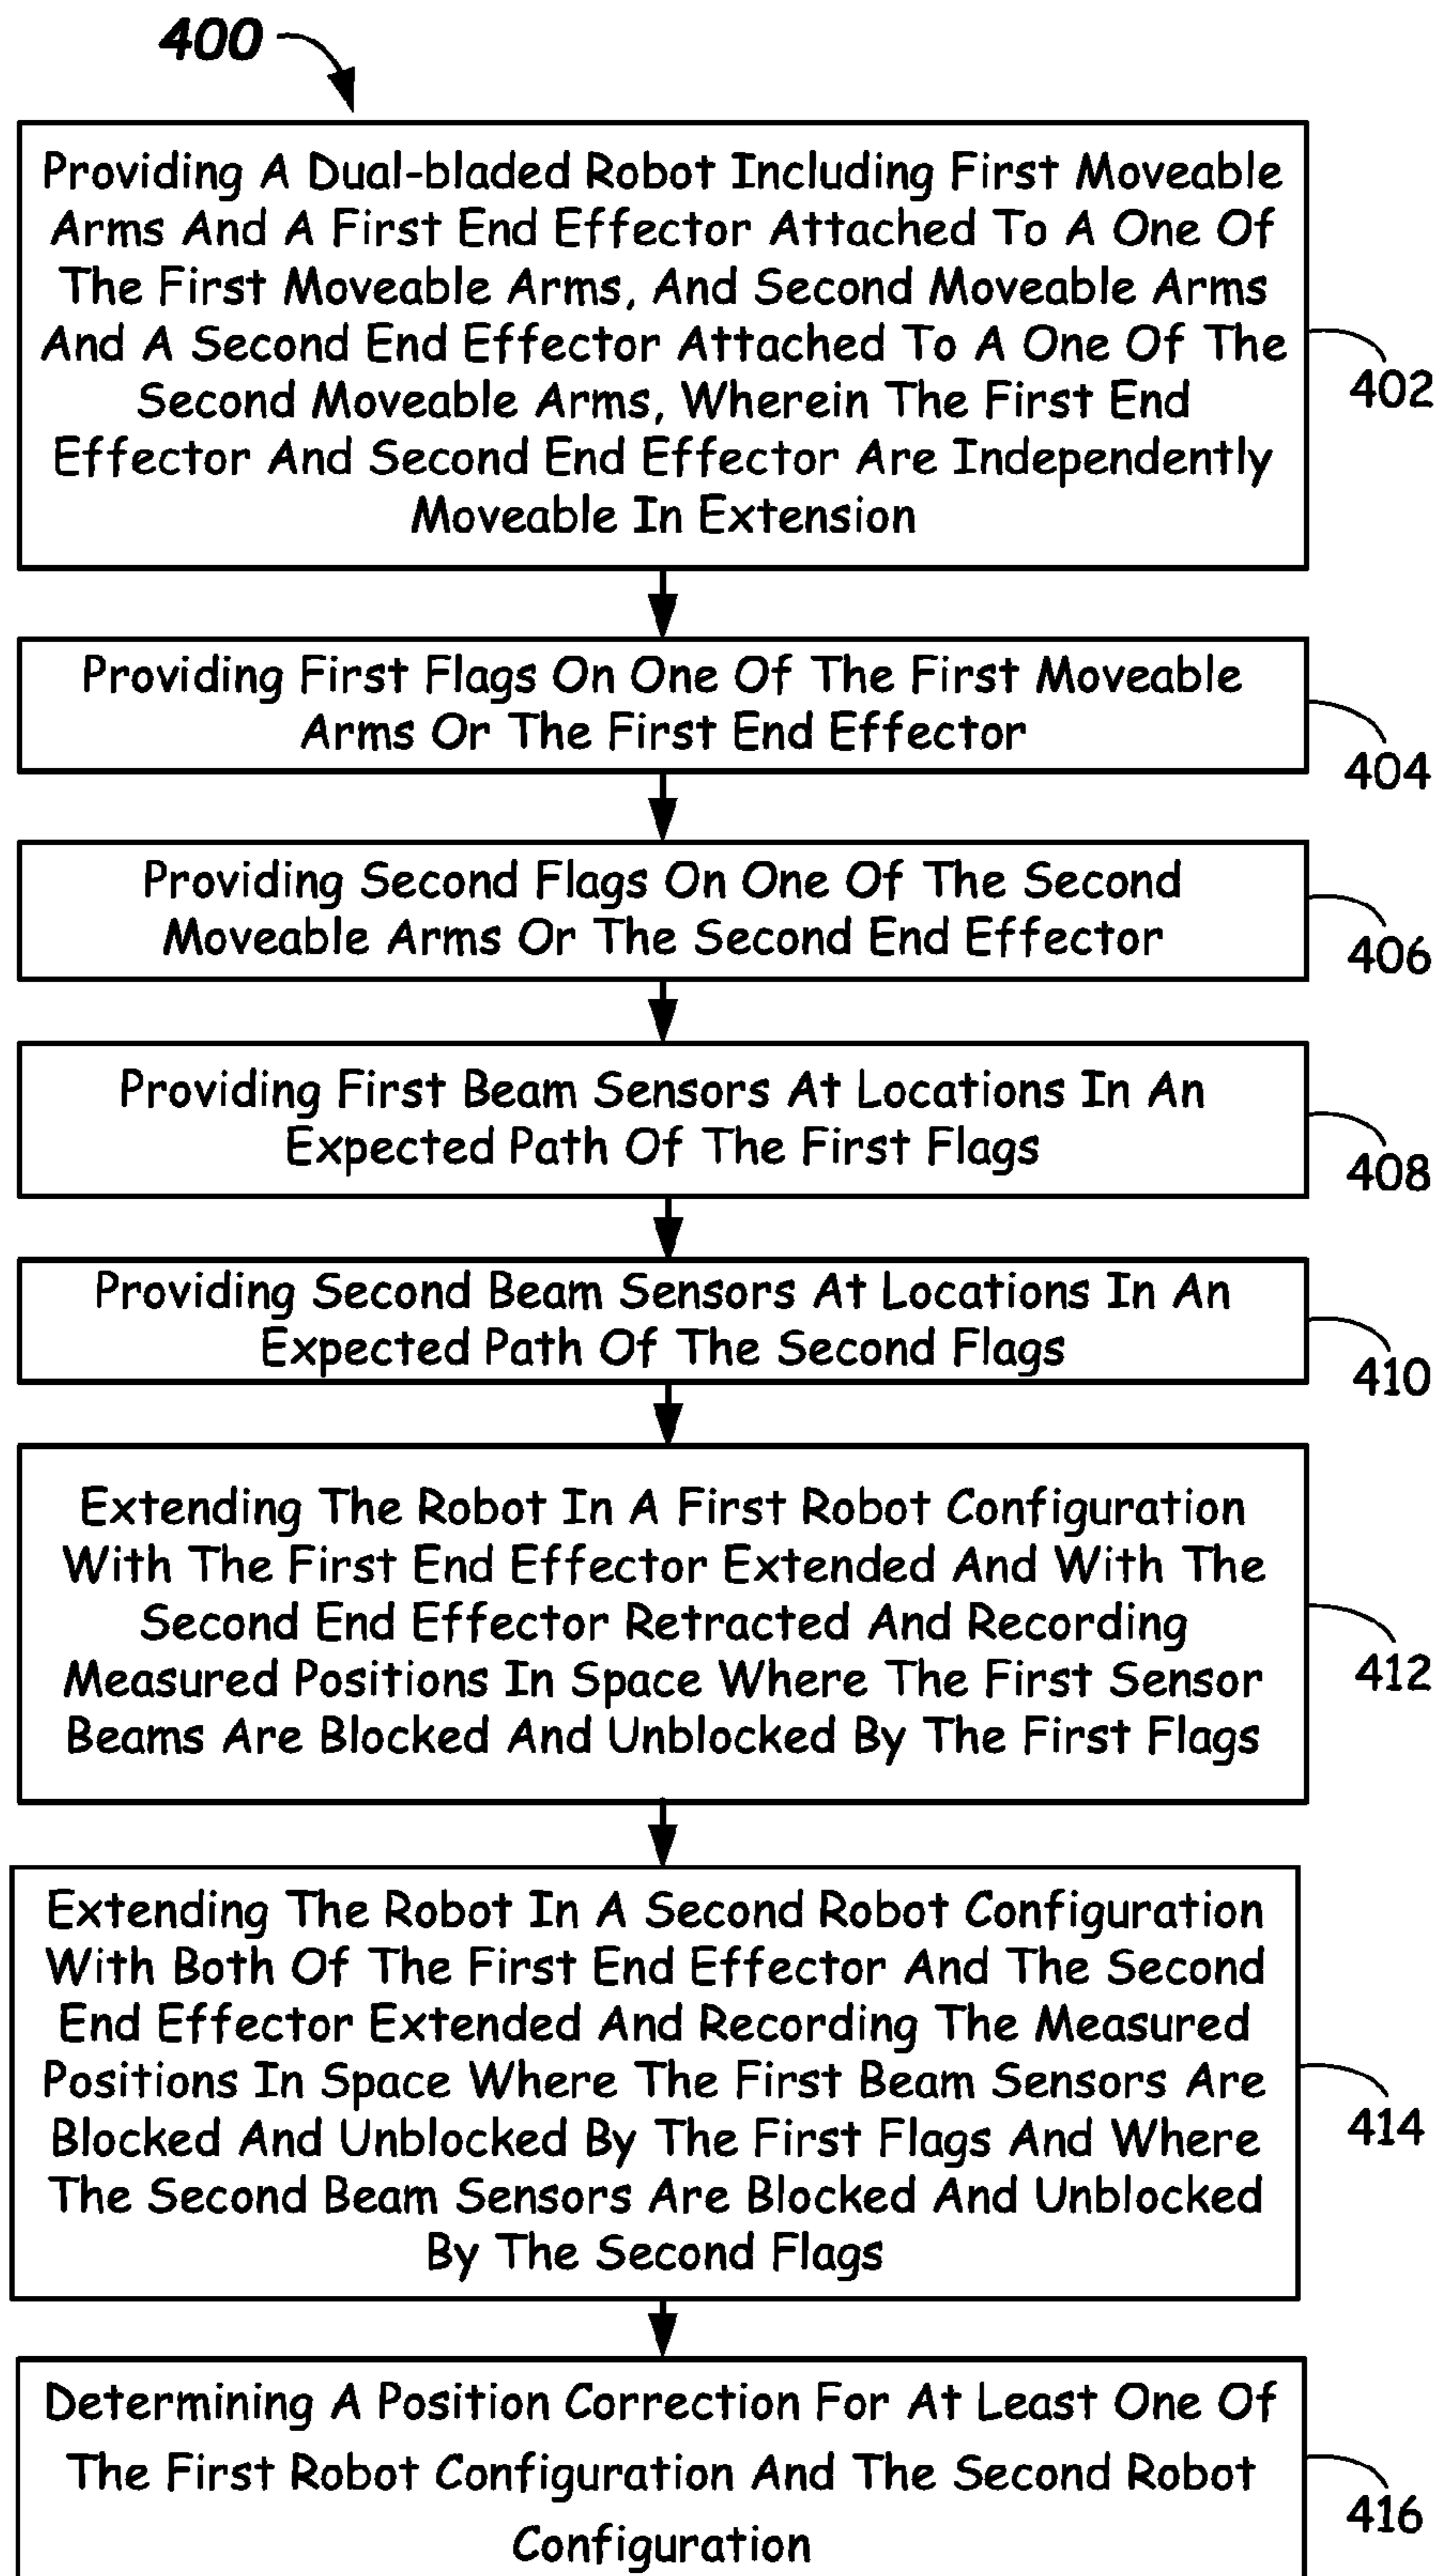 400
Providing A Dual-bladed Robot Including First Moveable
Arms And A First End Effector Attached To A One Of
The First Moveable Arms, And Second Moveable Arms
And A Second End Effector Attached To A One Of The
Second Moveable Arms, Wherein The First End
Effector And Second End Effector Are Independently
Moveable In Extension
402
Providing First Flags On One Of The First Moveable
Arms Or The First End Effector
404
Providing Second Flags On One Of The Second
Moveable Arms Or The Second End Effector
406
Providing First Beam Sensors At Locations In An
Expected Path Of The First Flags
408
Providing Second Beam Sensors At Locations In An
Expected Path Of The Second Flags
410
Extending The Robot In A First Robot Configuration
With The First End Effector Extended And With The
Second End Effector Retracted And Recording
Measured Positions In Space Where The First Sensor
Beams Are Blocked And Unblocked By The First Flags
412
Extending The Robot In A Second Robot Configuration
With Both Of The First End Effector And The Second
End Effector Extended And Recording The Measured
Positions In Space Where The First Beam Sensors Are
Blocked And Unblocked By The First Flags And Where
The Second Beam Sensors Are Blocked And Unblocked
By The Second Flags
414
Determining A Position Correction For At Least One Of
The First Robot Configuration And The Second Robot
Configuration
416